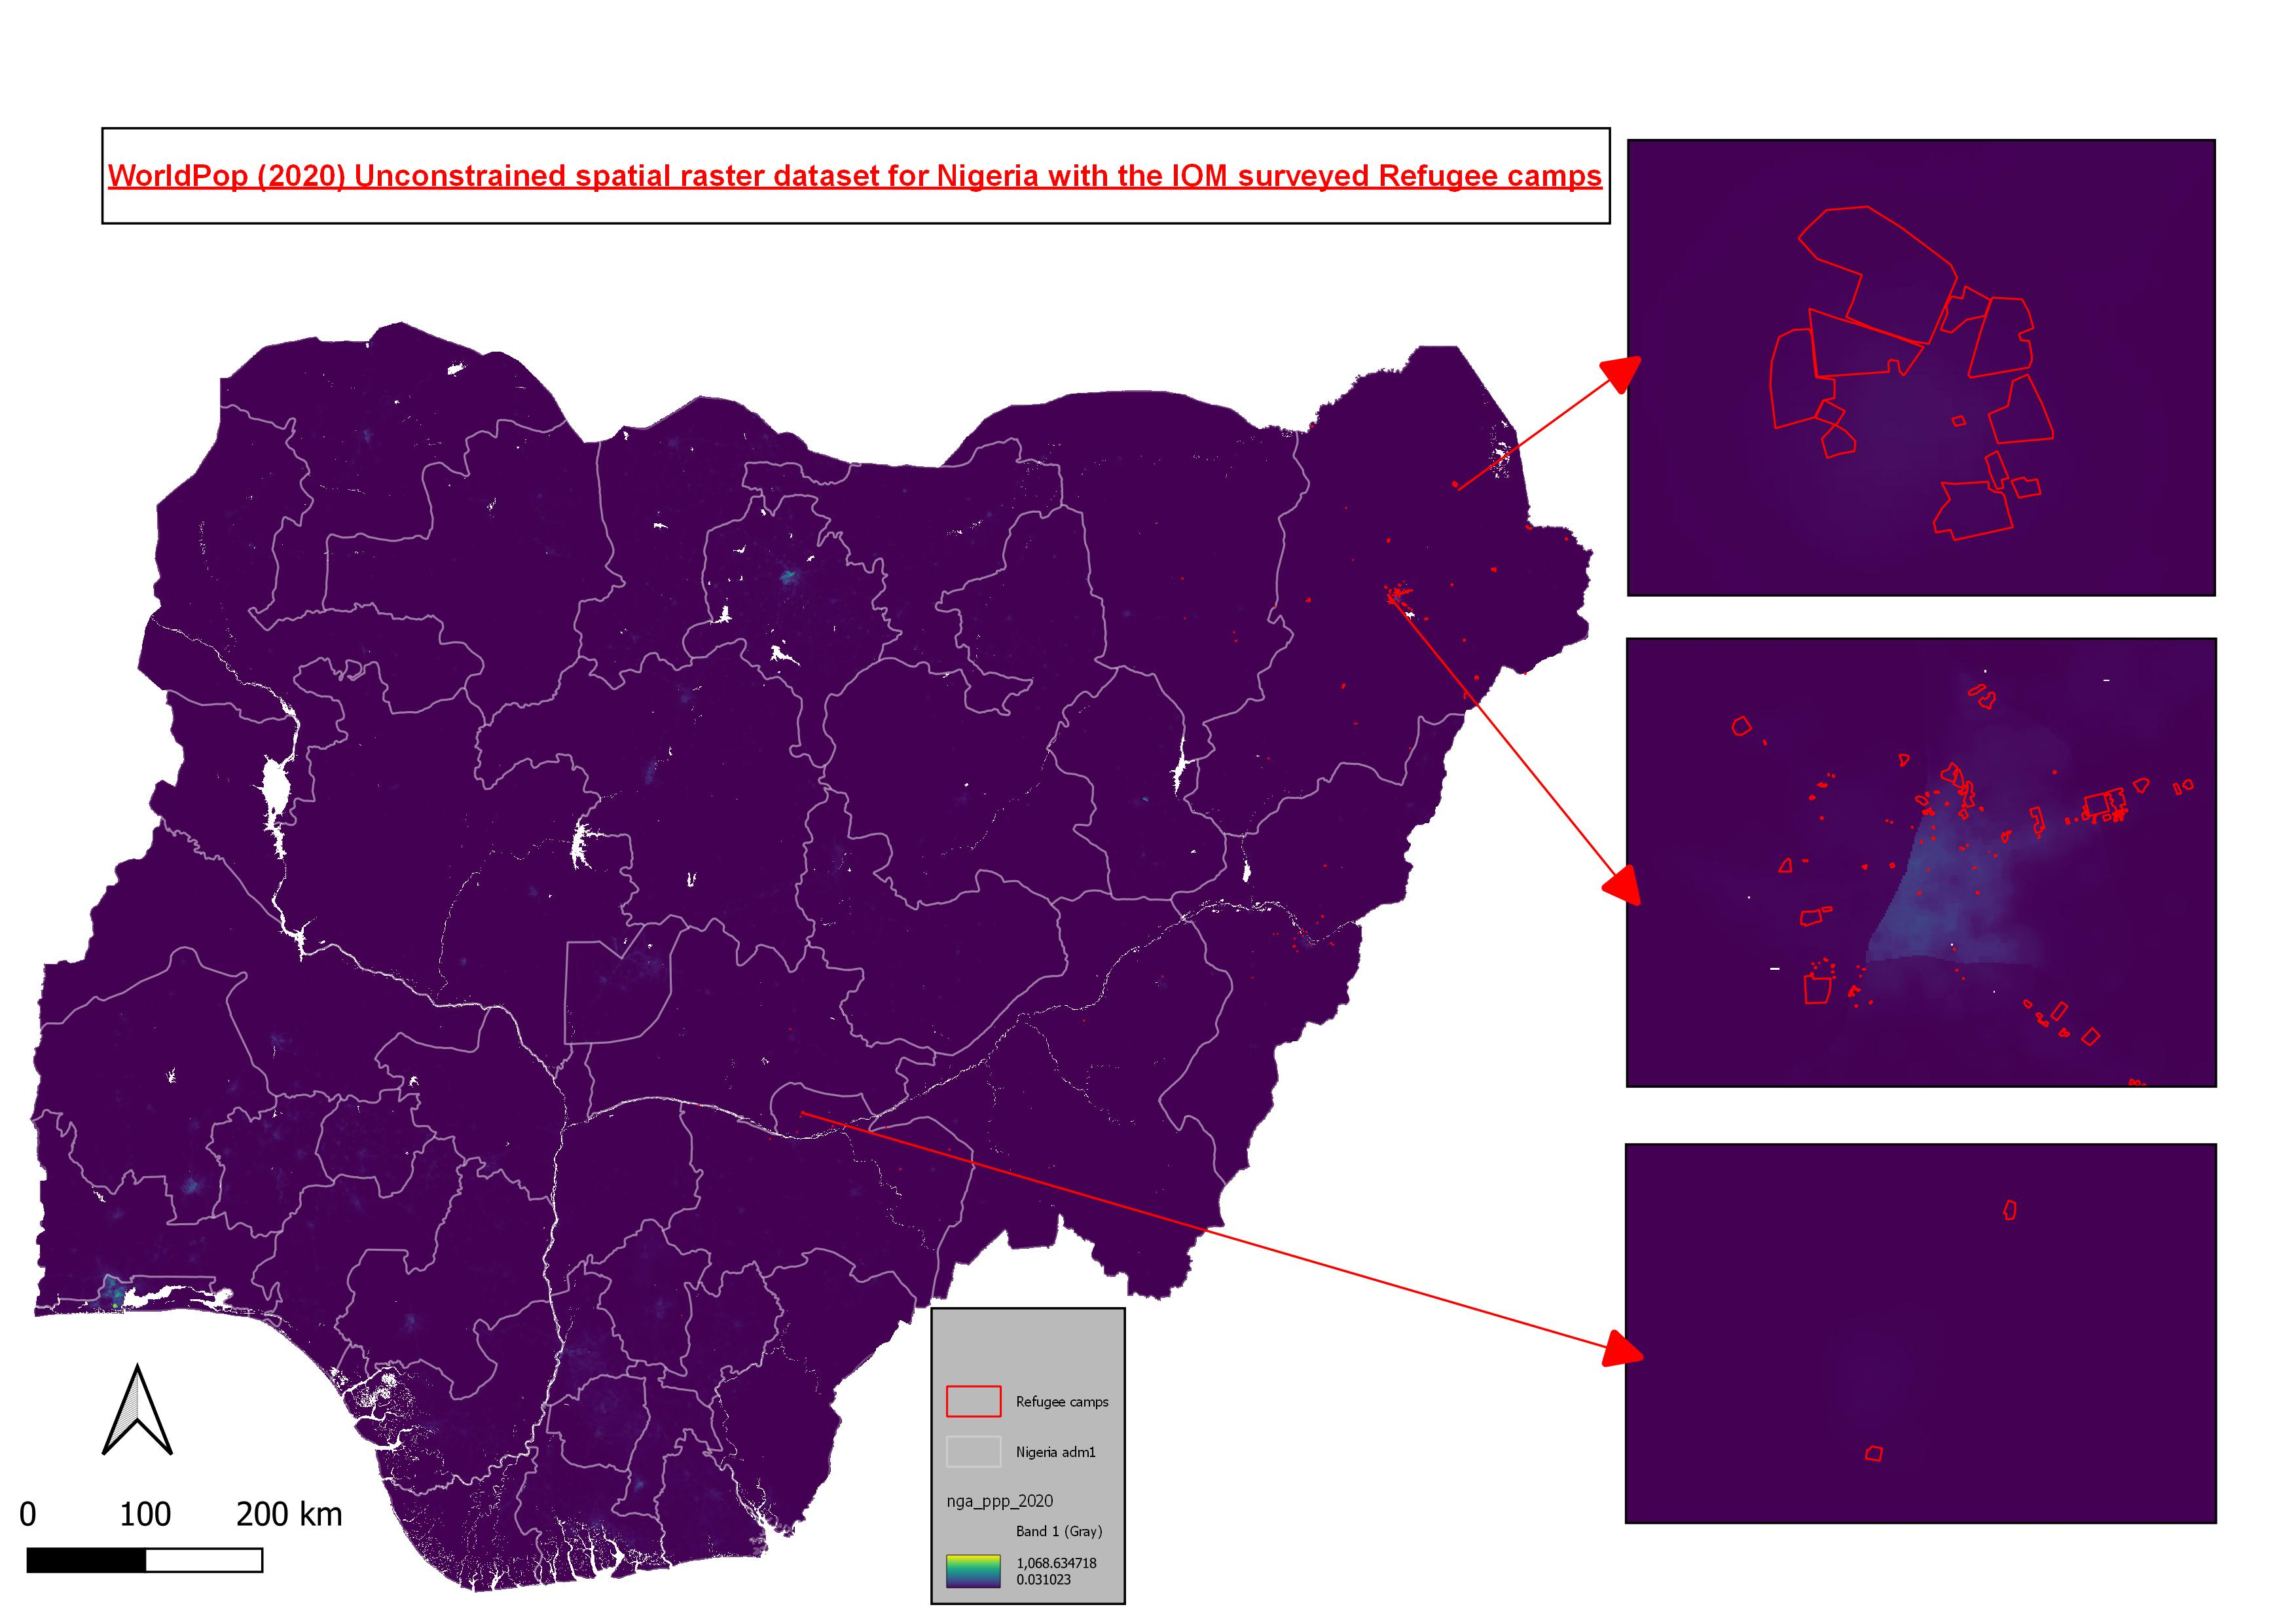 WorldPop (2020) Unconstrained spatial raster dataset for Nigeria with the IOM surveyed Refugee camps
Refugee camps
Nigeria adm1
nga_ppp_2020
Band 1 (Gray)
1,068.634718
0.031023
0 100 200 km